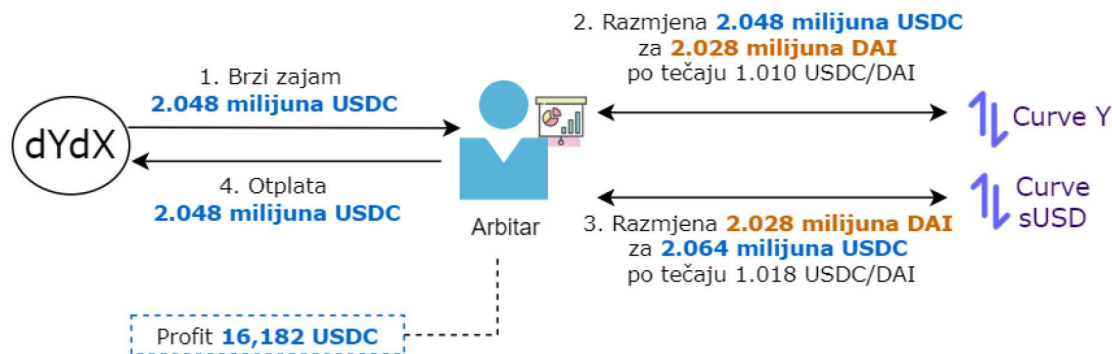 1. Brzi zajam
2.048 milijuna USDC
dYdX
4. Otplata
2.048 milijuna USDC
Arbitar
2. Razmjena 2.048 milijuna USDC
za 2.028 milijuna DAI
po tečaju 1.010 USDC/DAI
Curve Y
Curve
sUSD
3. Razmjena 2.028 milijuna DAI
za 2.064 milijuna USDC
po tečaju 1.018 USDC/DAI
Profit 16,182 USDC